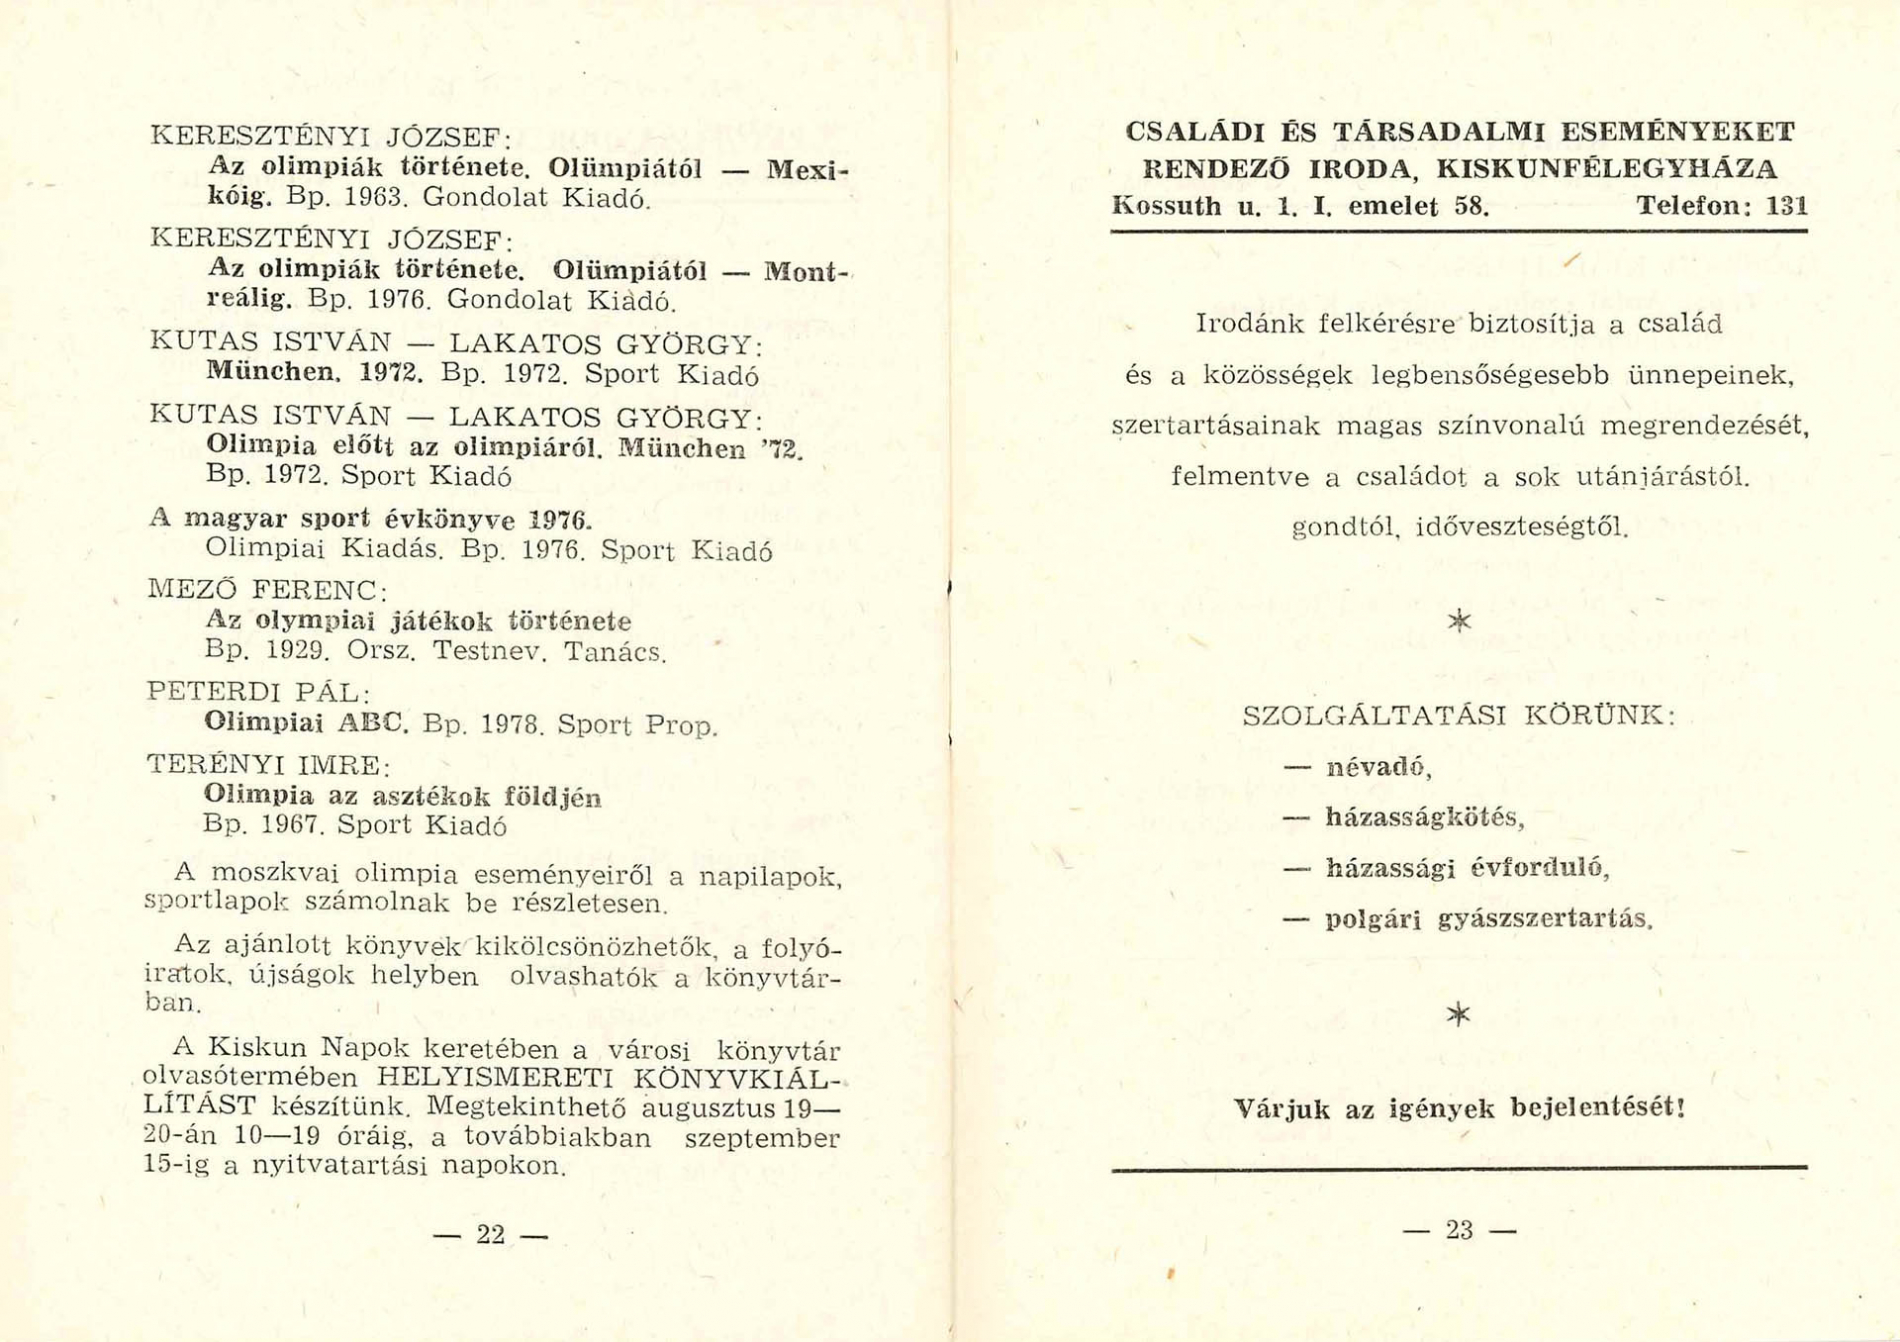 KERESZTÉNYI JÓZSEF:
Az olimpiák története. Olümpiától — Mexi-
kóig. Bp. 1963. Gondolat Kiadó.
KERESZTÉNYI JÓZSEF:
Az olimpiák története. Olümpiától — Mont-
reálig. Bp. 1976. Gondolat Kiadó.
KUTAS ISTVÁN — LAKATOS GYÖRGY:
München. 1972. Bp. 1972. Sport Kiadó
KUTAS ISTVÁN — LAKATOS GYÖRGY:
Olimpia előtt az olimpiáról. München ’72.
Bp. 1972. Sport Kiadó
A magyar sport évkönyve 1976.
Olimpiai Kiadás. Bp. 1976. Sport Kiadó
MEZŐ FERENC:
Az olympiai játékok története
Bp. 1929. Orsz. Testnev. Tanács.
PETERDI PÁL:
Olimpiai ABC. Bp. 1978. Sport Prop.
TERÉNYI IMRE:
Olimpia az asztékok földjén
Bp. 1967. Sport Kiadó
A moszkvai olimpia eseményeiről a napilapok,
sportlapok számolnak be részletesen.
Az ajánlott könyvek kikölcsönözhetők, a folyó-
iratok, újságok helyben olvashatók a könyvtár-
ban.
A Kiskun Napok keretében a városi könyvtár
olvasótermében HELYISMERETI KÖNYVKIÁL-
LÍTÁST készítünk. Megtekinthető augusztus 19—
20-án 10—19 óráig, a továbbiakban szeptember
15-ig a nyitvatartási napokon.
— 22 —
CSALÁDI ÉS TÁRSADALMI ESEMÉNYEKET
RENDEZŐ IRODA, KISKUNFÉLEGYHÁZA
Kossuth u. 1. I. emelet 58. Telefon: 131
Irodánk felkérésre biztosítja a család
és a közösségek legbensőségesebb ünnepeinek,
szertartásainak magas színvonalú megrendezését,
felmentve a családot a sok utánjárástól.
gondtól, időveszteségtől.
*
SZOLGÁLTATÁSI KÖRÜNK:
— névadó,
— házasságkötés,
— házassági évforduló,
— polgári gyászszertartás.
*
Várjuk az igények bejelentését!
— 23 —